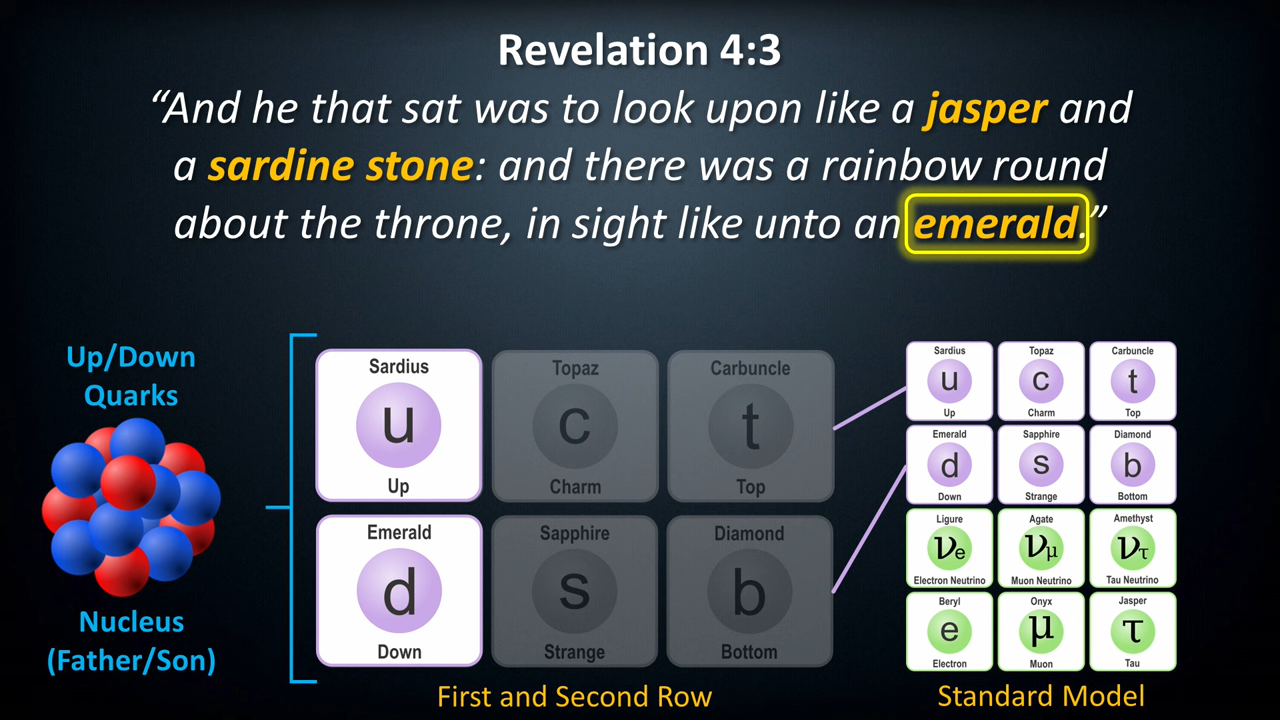 Revelation 4:3
“And he that sat was to look upon like a jasper and
a sardine stone: and there was a rainbow round
about the throne, in sight like unto an emerald.”
Up/Down
Quarks
Nucleus
(Father/Son)
Sardius
u
Up
Topaz
c
Charm
Carbuncle
t
Top
Emerald
d
Down
Sapphire
s
Strange
Diamond
b
Bottom
First and Second Row
Sardius
u
Up
Topaz
c
Charm
Carbuncle
t
Top
Emerald
d
Down
Sapphire
s
Strange
Diamond
b
Bottom
Ligure
νe
Electron Neutrino
Agate
νμ
Muon Neutrino
Amethyst
ντ
Tau Neutrino
Beryl
e
Electron
Onyx
μ
Muon
Jasper
τ
Tau
Standard Model